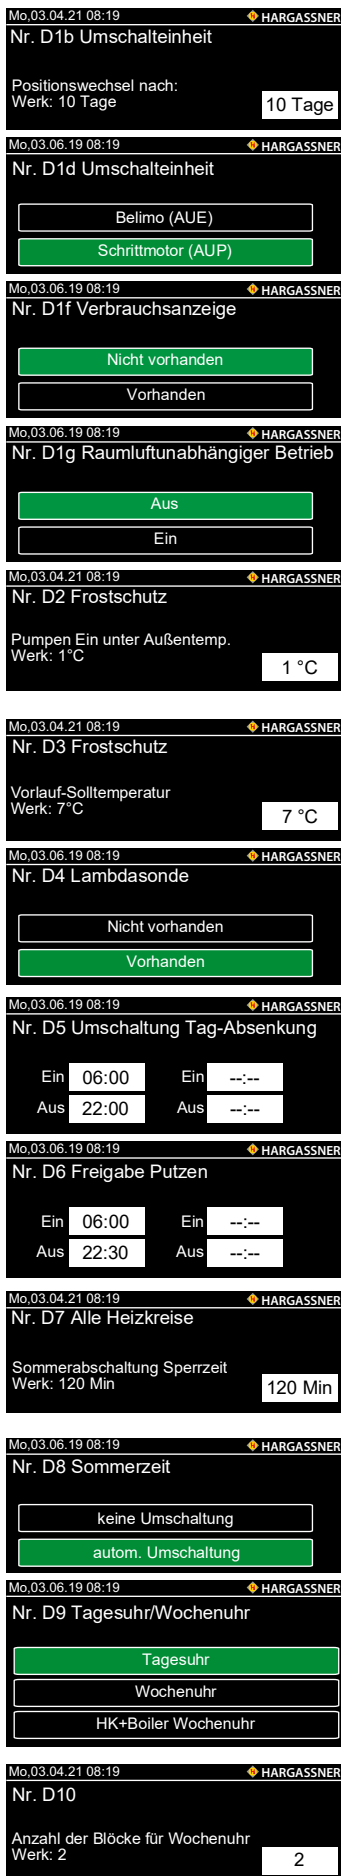 Mo,03.04.21 08:19 HARGASSNER
Nr. D1b Umschalteinheit
Positionswechsel nach:
Werk: 10 Tage
10 Tage
Mo,03.06.19 08:19 HARGASSNER
Nr. D1d Umschalteinheit
Belimo (AUE)
Schrittmotor (AUP)
Mo,03.06.19 08:19 HARGASSNER
Nr. D1f Verbrauchsanzeige
Nicht vorhanden
Vorhanden
Mo,03.06.19 08:19 HARGASSNER
Nr. D1g Raumluftunabhängiger Betrieb
Aus
Ein
Mo,03.04.21 08:19 HARGASSNER
Nr. D2 Frostschutz
Pumpen Ein unter Außentemp.
Werk: 1°C
1 °C
Mo,03.04.21 08:19 HARGASSNER
Nr. D3 Frostschutz
Vorlauf-Solltemperatur
Werk: 7°C
7 °C
Mo,03.06.19 08:19 HARGASSNER
Nr. D4 Lambdasonde
Nicht vorhanden
Vorhanden
Mo,03.06.19 08:19 HARGASSNER
Nr. D5 Umschaltung Tag-Absenkung
Ein 06:00 Ein --:--
Aus 22:00 Aus --:--
Mo,03.06.19 08:19 HARGASSNER
Nr. D6 Freigabe Putzen
Ein 06:00 Ein --:--
Aus 22:30 Aus --:--
Mo,03.04.21 08:19 HARGASSNER
Nr. D7 Alle Heizkreise
Sommerabschaltung Sperrzeit
Werk: 120 Min
120 Min
Mo,03.06.19 08:19 HARGASSNER
Nr. D8 Sommerzeit
keine Umschaltung
autom. Umschaltung
Mo,03.06.19 08:19 HARGASSNER
Nr. D9 Tagesuhr/Wochenuhr
Tagesuhr
Wochenuhr
HK+Boiler Wochenuhr
Mo,03.04.21 08:19 HARGASSNER
Nr. D10
Anzahl der Blöcke für Wochenuhr
Werk: 2
2